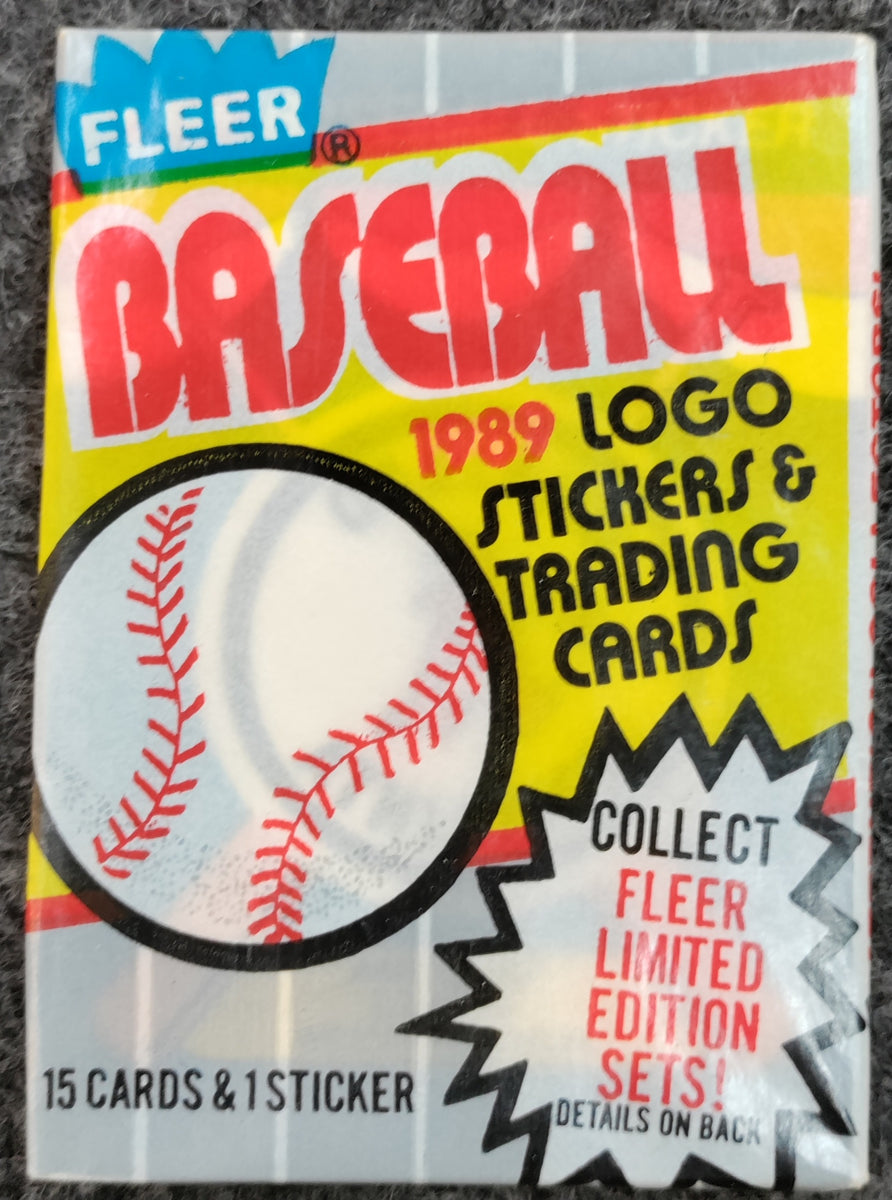 FLEER®
BASEBALL
1989 LOGO
STICKERS &
TRADING
CARDS
COLLECT
FLEER
LIMITED
EDITION
SETS!
DETAILS ON BACK
15 CARDS & 1 STICKER